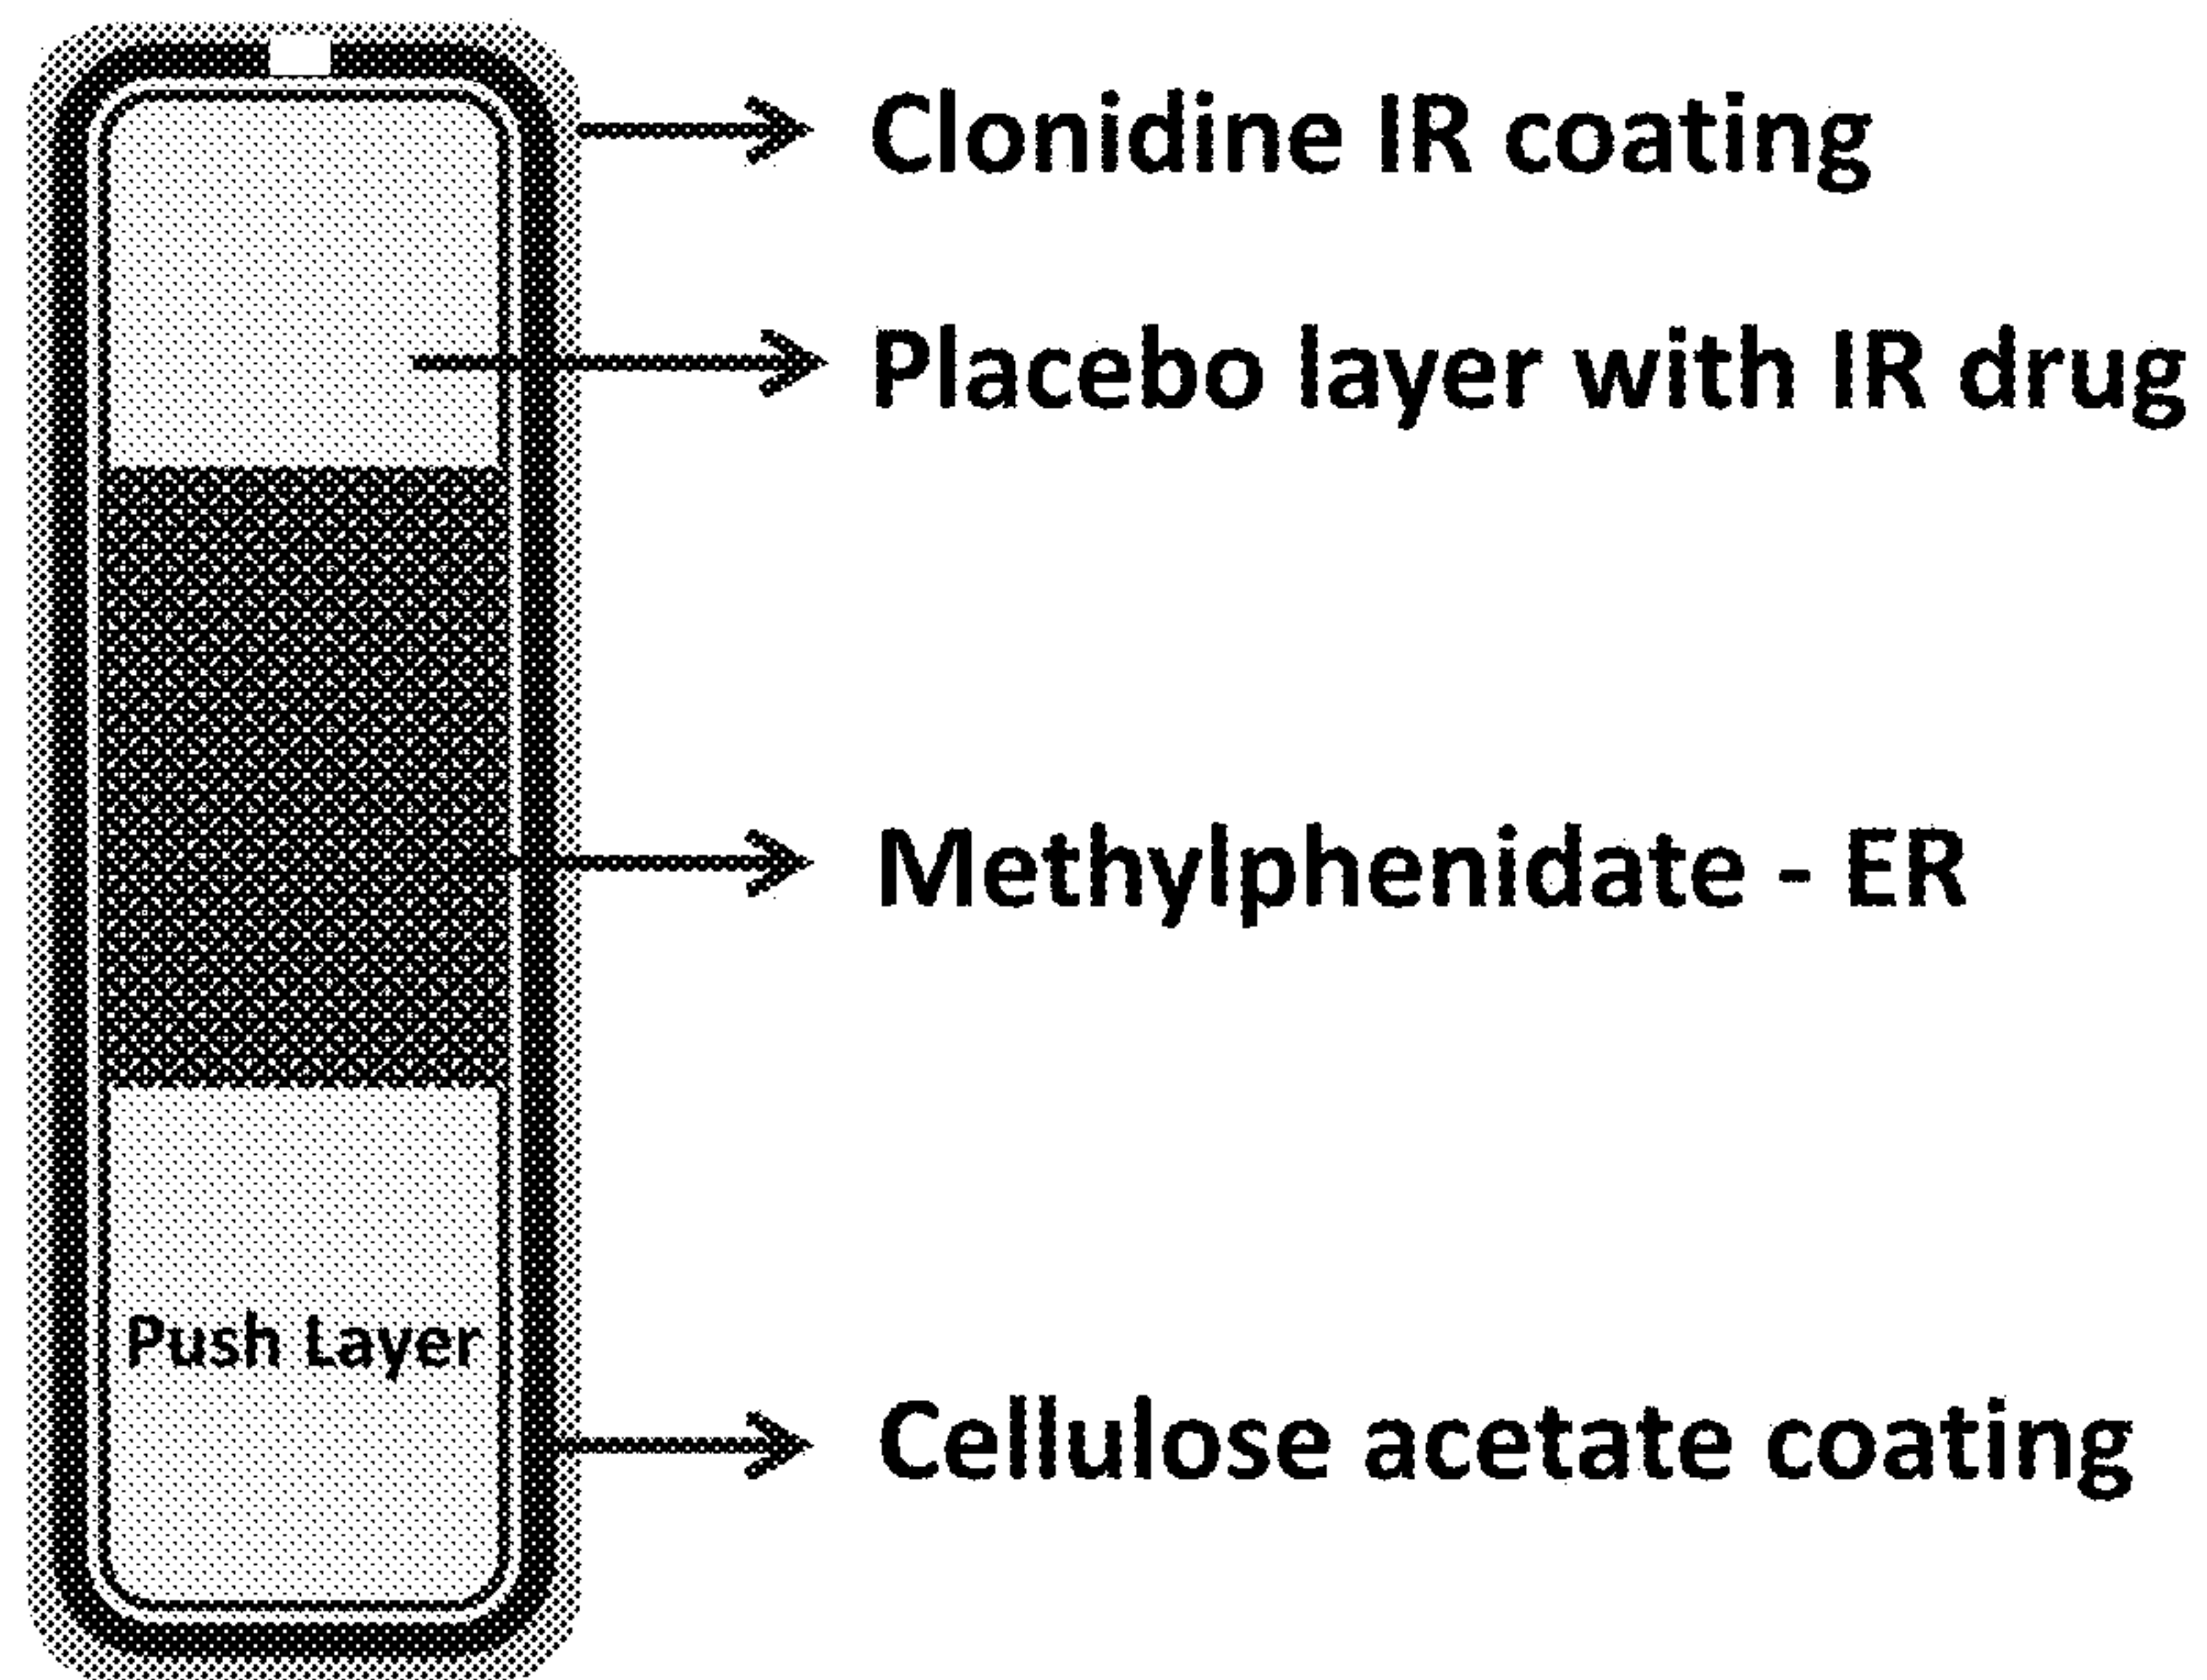 Clonidine IR coating
Placebo layer with IR drug
Methylphenidate - ER
Push Layer
Cellulose acetate coating